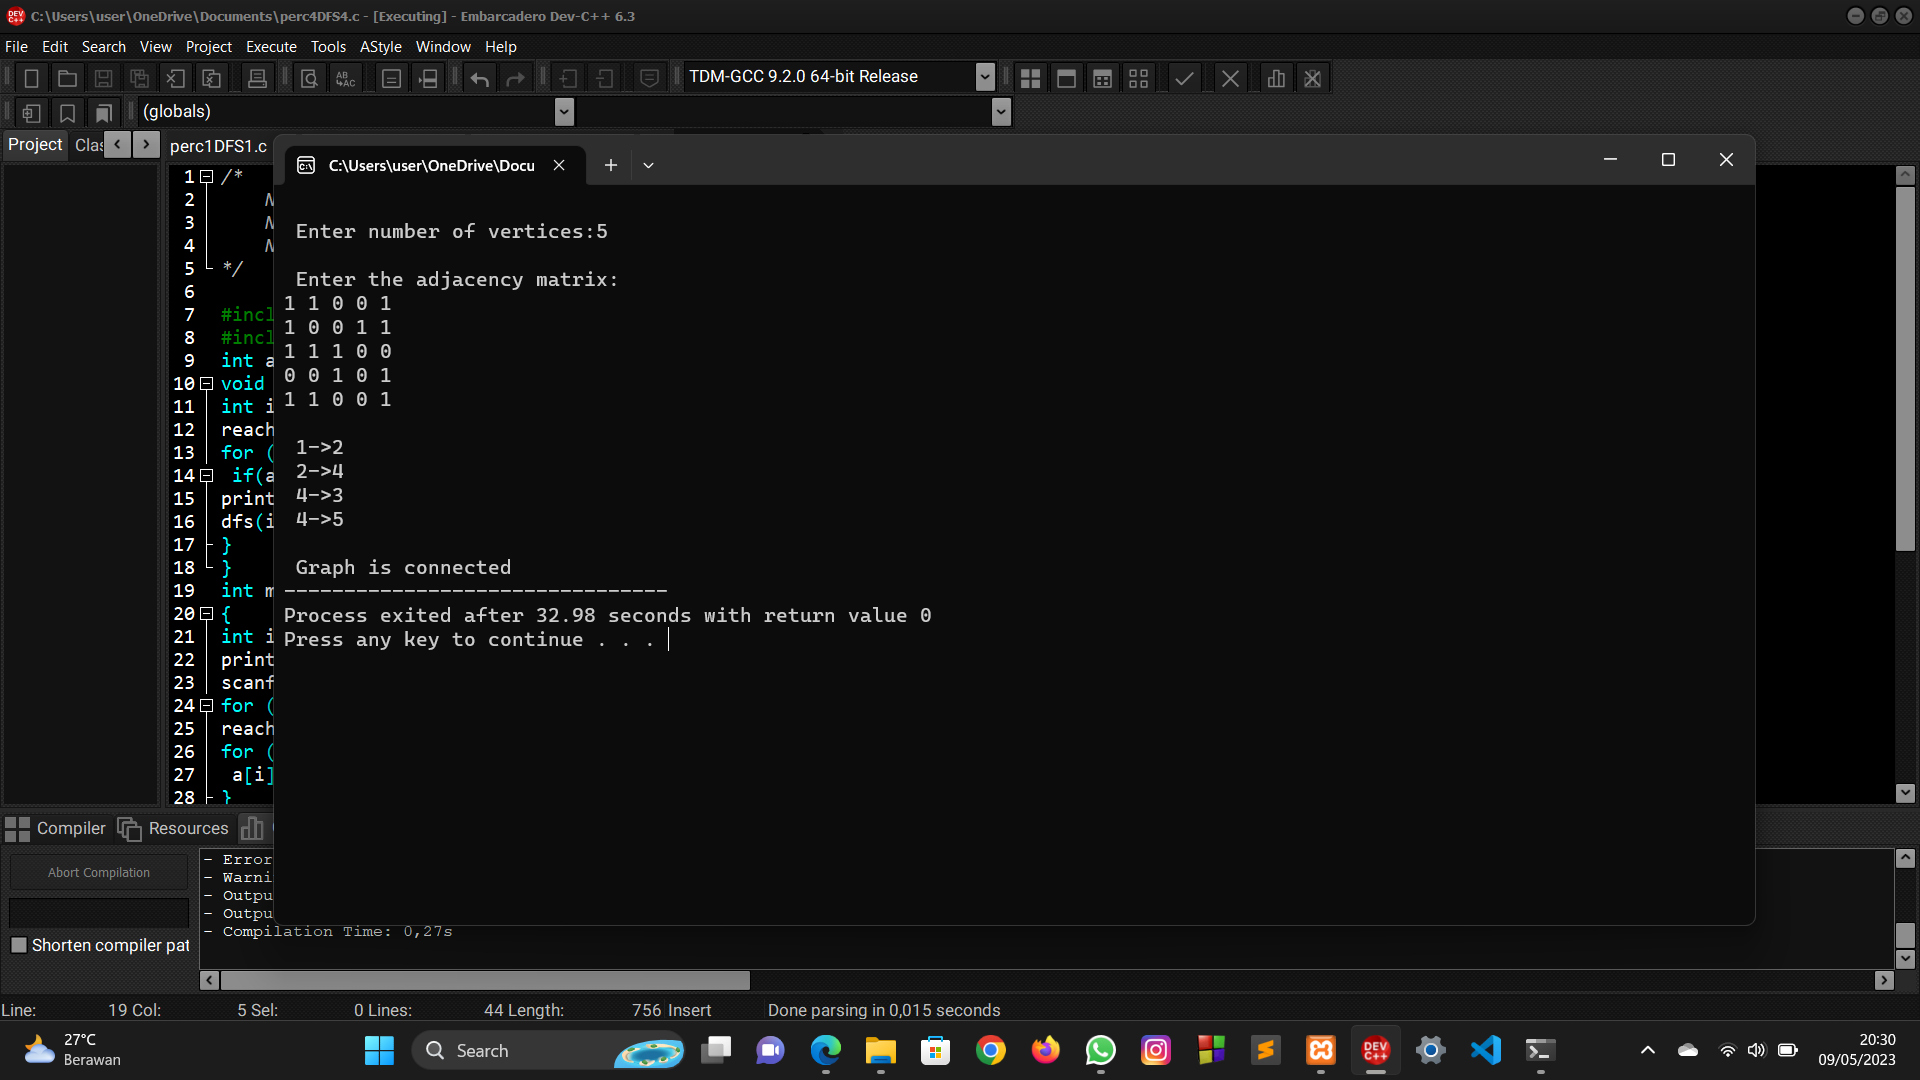 C:\Users\user\OneDrive\Documents\perc4DFS4.c - [Executing] - Embarcadero Dev-C++ 6.3
File Edit Search View Project Execute Tools AStyle Window Help
TDM-GCC 9.2.0 64-bit Release
(globals)
Project Clas
perc1DFS1.c
C:\Users\user\OneDrive\Docu
1 /*
2 N
3 N
4 N
5 */
6
7 #incl
8 #incl
9 int a
10 void
11 int i
12 reach
13 for (
14 if(a
15 print
16 dfs(i
17 }
18 }
19 int m
20 {
21 int i
22 print
23 scanf
24 for (
25 reach
26 for (
27 a[i]
28 }
Enter number of vertices:5
Enter the adjacency matrix:
1 1 0 0 1
1 0 0 1 1
1 1 1 0 0
0 0 1 0 1
1 1 0 0 1
1->2
2->4
4->3
4->5
Graph is connected
--------------------------------
Process exited after 32.98 seconds with return value 0
Press any key to continue . . .
Compiler Resources
Abort Compilation
Shorten compiler pat
- Error
- Warni
- Outpu
- Outpu
- Compilation Time: 0,27s
Line: 19 Col: 5 Sel: 0 Lines: 44 Length: 756 Insert Done parsing in 0,015 seconds
27°C
Berawan
Search
DEV C++
20:30
09/05/2023